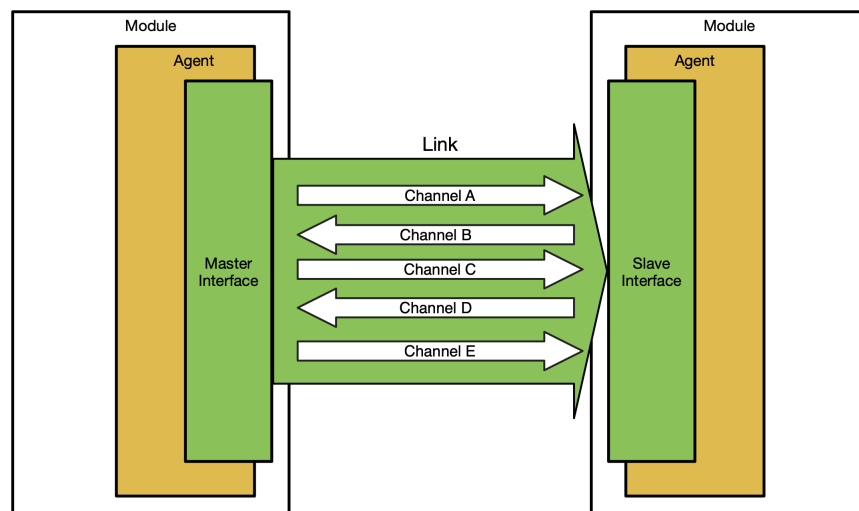 Module
Module
Agent
Agent
Link
Channel A
Channel B
Channel C
Channel D
Channel E
Master
Interface
Slave
Interface